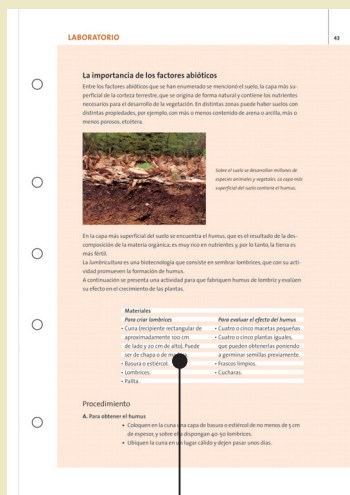 LABORATORIO
43
La importancia de los factores abióticos
Entre los factores abióticos que se han enumerado se mencionó el suelo, la capa más su-
perficial de la corteza terrestre, que se origina de forma natural y contiene los nutrientes
necesarios para el desarrollo de la vegetación. En distintas zonas puede haber suelos con
distintas propiedades, por ejemplo, con más o menos contenido de arena o arcilla, más o
menos porosos, etcétera.
Sobre el suelo se desarrollan millones de
especies animales y vegetales. La capa más
superficial del suelo contiene el humus.
En la capa más superficial del suelo se encuentra el humus, que es el resultado de la des-
composición de la materia orgánica; es muy rico en nutrientes y, por lo tanto, la tierra es
más fértil.
La lumbricultura es una biotecnología que consiste en sembrar lombrices, que con su acti-
vidad promueven la formación de humus.
A continuación se presenta una actividad para que fabriquen humus de lombriz y evalúen
su efecto en el crecimiento de las plantas.
Materiales
Para criar lombrices
• Cuna (recipiente rectangular de
aproximadamente 100 cm
de lado y 20 cm de alto). Puede
ser de chapa o de
• Basura o estiércol.
• Lombrices.
• Palita.
Para evaluar el efecto del humus
• Cuatro o cinco macetas pequeñas
• Cuatro o cinco plantas iguales,
que pueden obtenerlas poniendo
a germinar semillas previamente.
• Frascos limpios.
• Cucharas.
Procedimiento
A. Para obtener el humus
• Coloquen en la cuna una capa de basura o estiércol de no menos de 5 cm
de espesor, y sobre ella dispongan 40-50 lombrices.
• Ubiquen la cuna en un lugar cálido y dejen pasar unos días.